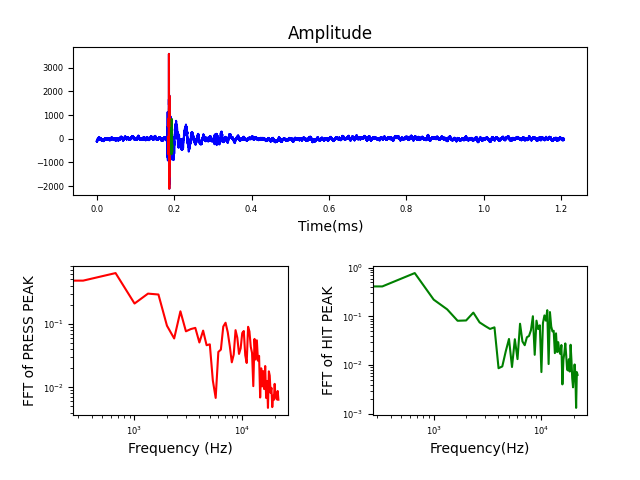 Amplitude
3000
2000
1000
0
−1000
−2000
0.0 0.2 0.4 0.6 0.8 1.0 1.2
Time(ms)
FFT of PRESS PEAK
10⁻¹
10⁻²
10³ 10⁴
Frequency (Hz)
FFT of HIT PEAK
10⁰
10⁻¹
10⁻²
10⁻³
10³ 10⁴
Frequency(Hz)